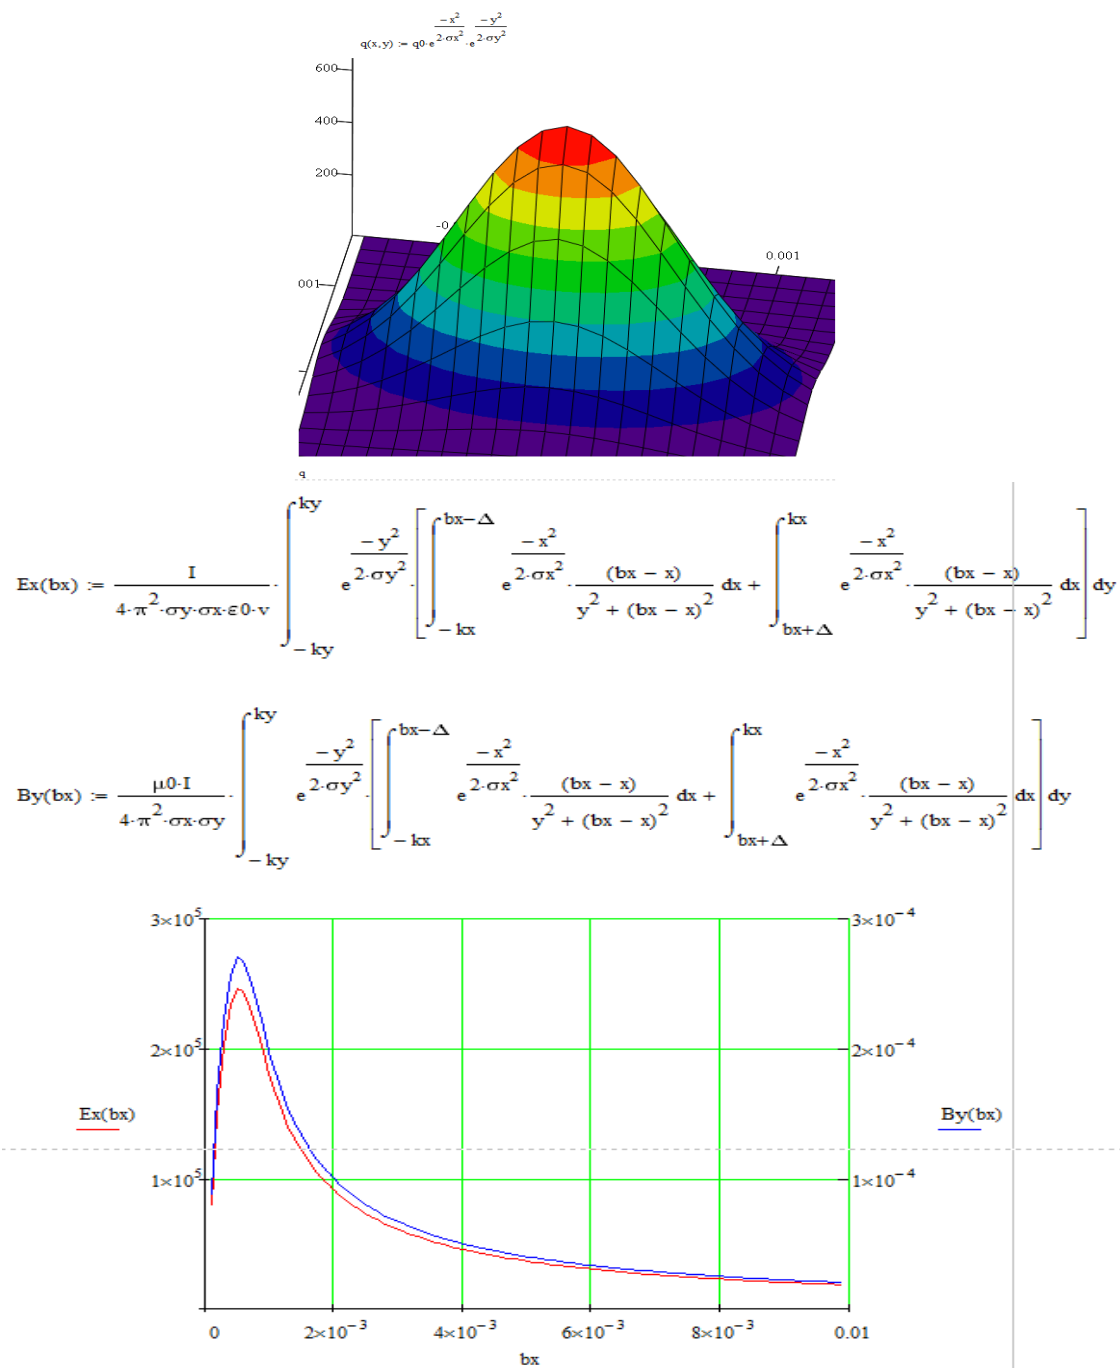 q(x,y) := q0·e^(-x²/(2·σx²))·e^(-y²/(2·σy²))
600
400
200
-0
0.001
001
q
Ex(bx) := I/(4·π²·σy·σx·ε0·v) · ∫_(-ky)^(ky) e^(-y²/(2·σy²)) · [∫_(-kx)^(bx-Δ) e^(-x²/(2·σx²)) · (bx - x)/(y² + (bx - x)²) dx + ∫_(bx+Δ)^(kx) e^(-x²/(2·σx²)) · (bx - x)/(y² + (bx - x)²) dx] dy
By(bx) := μ0·I/(4·π²·σx·σy) · ∫_(-ky)^(ky) e^(-y²/(2·σy²)) · [∫_(-kx)^(bx-Δ) e^(-x²/(2·σx²)) · (bx - x)/(y² + (bx - x)²) dx + ∫_(bx+Δ)^(kx) e^(-x²/(2·σx²)) · (bx - x)/(y² + (bx - x)²) dx] dy
3×10⁵ 3×10⁻⁴
2×10⁵ 2×10⁻⁴
Ex(bx) By(bx)
1×10⁵ 1×10⁻⁴
0 2×10⁻³ 4×10⁻³ 6×10⁻³ 8×10⁻³ 0.01
bx